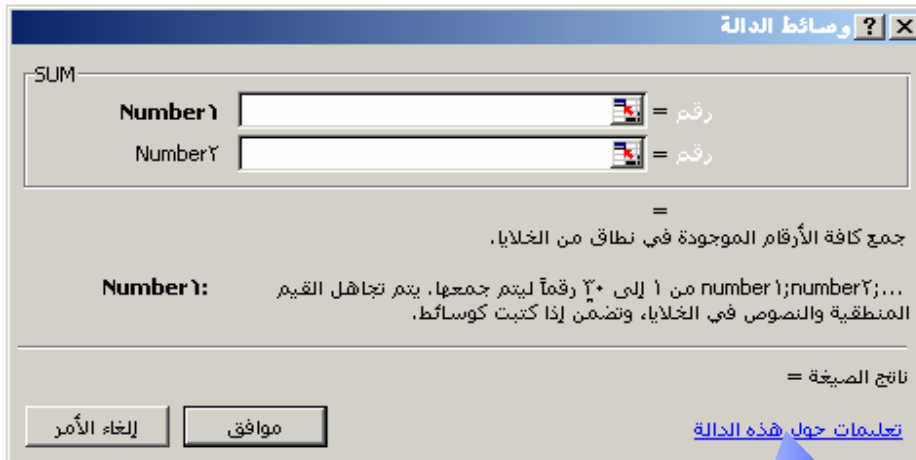 وسائط الدالة
SUM
Number١ = رقم
Number٢ = رقم
=
جمع كافة الأرقام الموجودة في نطاق من الخلايا.
Number١: number١;number٢;... من ١ إلى ٣٠ رقماً ليتم جمعها. يتم تجاهل القيم
المنطقية والنصوص في الخلايا، وتضمّن إذا كتبت كوسائط.
ناتج الصيغة =
تعليمات حول هذه الدالة
موافق
إلغاء الأمر